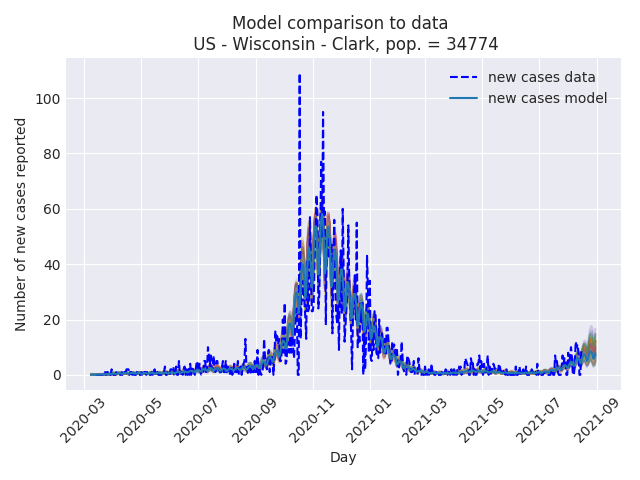 Model comparison to data
US - Wisconsin - Clark, pop. = 34774
new cases data
new cases model
Number of new cases reported
100
80
60
40
20
0
2020-03
2020-05
2020-07
2020-09
2020-11
2021-01
2021-03
2021-05
2021-07
2021-09
Day